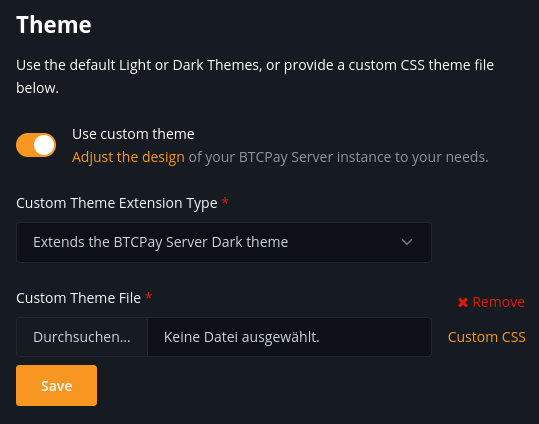 Theme
Use the default Light or Dark Themes, or provide a custom CSS theme file
below.
Use custom theme
Adjust the design of your BTCPay Server instance to your needs.
Custom Theme Extension Type *
Extends the BTCPay Server Dark theme
Custom Theme File *
✖ Remove
Durchsuchen... Keine Datei ausgewählt.
Custom CSS
Save